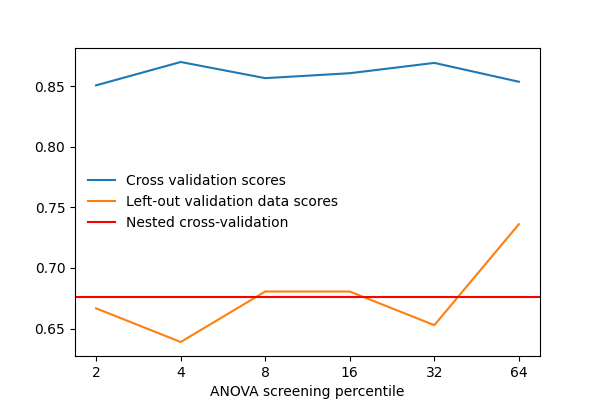 0.85
0.80
0.75
0.70
0.65
Cross validation scores
Left-out validation data scores
Nested cross-validation
2 4 8 16 32 64
ANOVA screening percentile